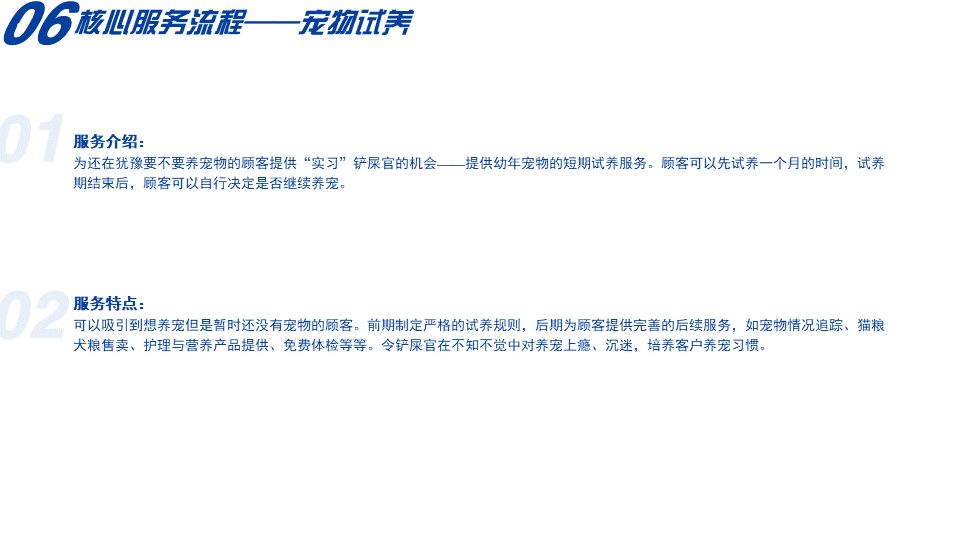 06核心服务流程——宠物试养
01
服务介绍：
为还在犹豫要不要养宠物的顾客提供“实习”铲屎官的机会——提供幼年宠物的短期试养服务。顾客可以先试养一个月的时间，试养
期结束后，顾客可以自行决定是否继续养宠。
02
服务特点：
可以吸引到想养宠但是暂时还没有宠物的顾客。前期制定严格的试养规则，后期为顾客提供完善的后续服务，如宠物情况追踪、猫粮
犬粮售卖、护理与营养产品提供、免费体检等等。令铲屎官在不知不觉中对养宠上瘾、沉迷，培养客户养宠习惯。